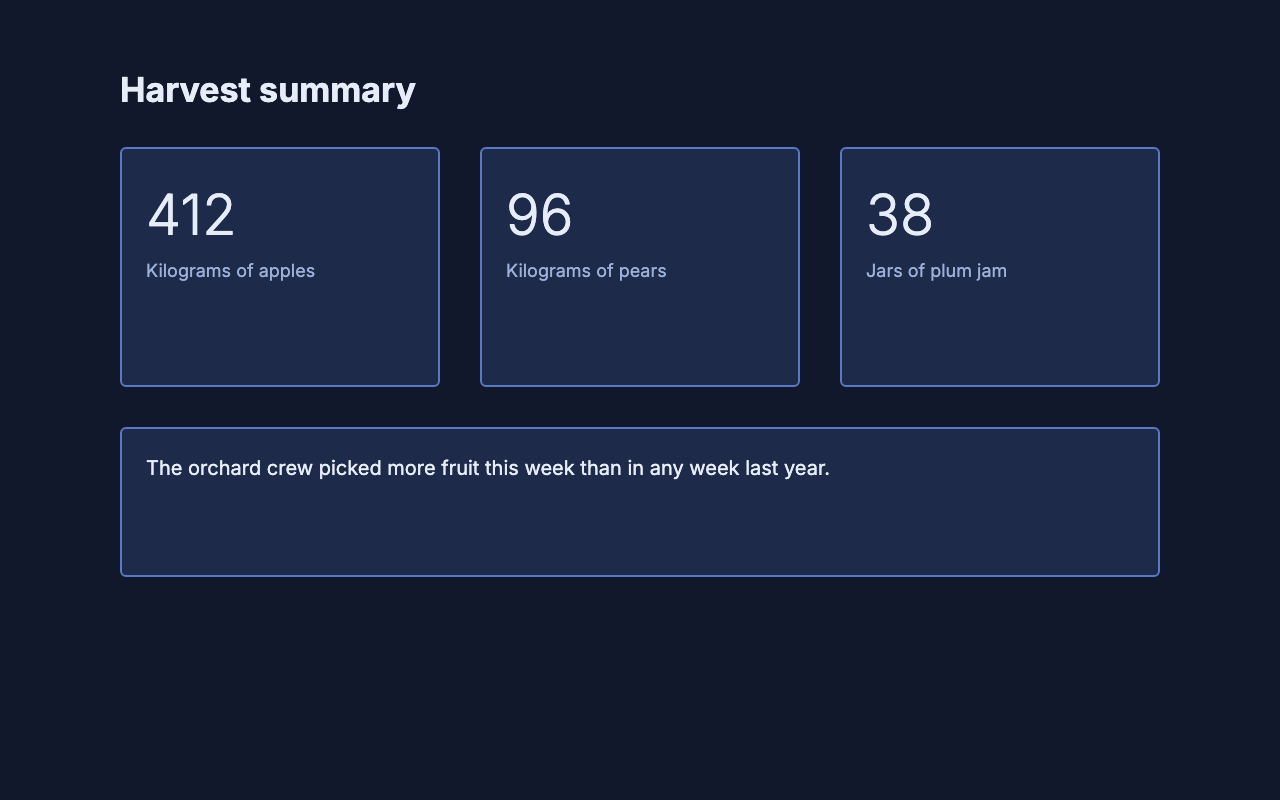 Harvest summary
412
Kilograms of apples
96
Kilograms of pears
38
Jars of plum jam
The orchard crew picked more fruit this week than in any week last year.